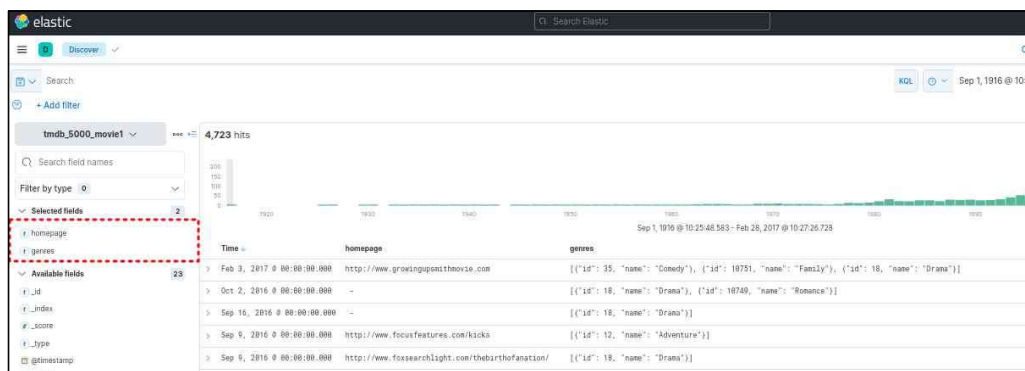 elastic
Search Elastic
D Discover
Search
KQL Sep 1, 1916 @ 10:
+ Add filter
tmdb_5000_movie1
4,723 hits
Search field names
Filter by type 0
Selected fields 2
homepage
genres
Available fields 23
_id
_index
_score
_type
@timestamp
200
150
100
50
0
1920 1930 1940 1950 1960 1970 1980 1990
Sep 1, 1916 @ 10:25:48.583 - Feb 28, 2017 @ 10:27:26.728
Time homepage genres
Feb 3, 2017 @ 00:00:00.000 http://www.growingupsmithmovie.com [{"id": 35, "name": "Comedy"}, {"id": 10751, "name": "Family"}, {"id": 18, "name": "Drama"}]
Oct 2, 2016 @ 00:00:00.000 - [{"id": 18, "name": "Drama"}, {"id": 10749, "name": "Romance"}]
Sep 16, 2016 @ 00:00:00.000 - [{"id": 18, "name": "Drama"}]
Sep 9, 2016 @ 00:00:00.000 http://www.focusfeatures.com/kicks [{"id": 12, "name": "Adventure"}]
Sep 9, 2016 @ 00:00:00.000 http://www.foxsearchlight.com/thebirthofanation/ [{"id": 18, "name": "Drama"}]